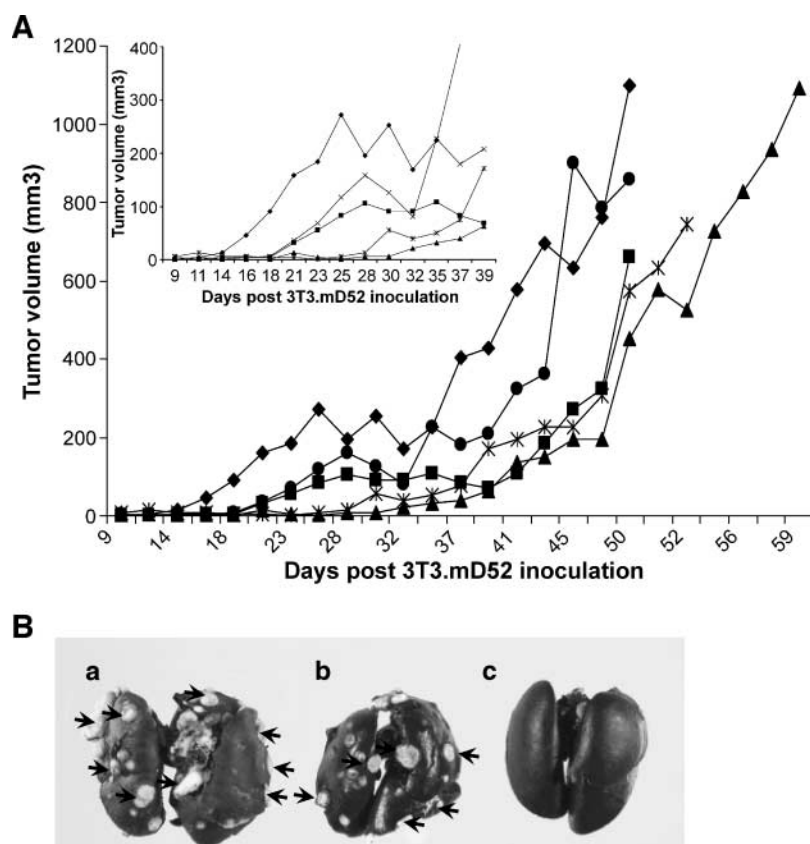 A
Tumor volume (mm3)
1200
1000
800
600
400
200
0
9
14
18
23
28
32
37
41
45
50
52
56
59
Days post 3T3.mD52 inoculation
Tumor volume (mm3)
400
300
200
100
0
9 11 14 16 18 21 23 25 28 30 32 35 37 39
Days post 3T3.mD52 inoculation
B
a
b
c